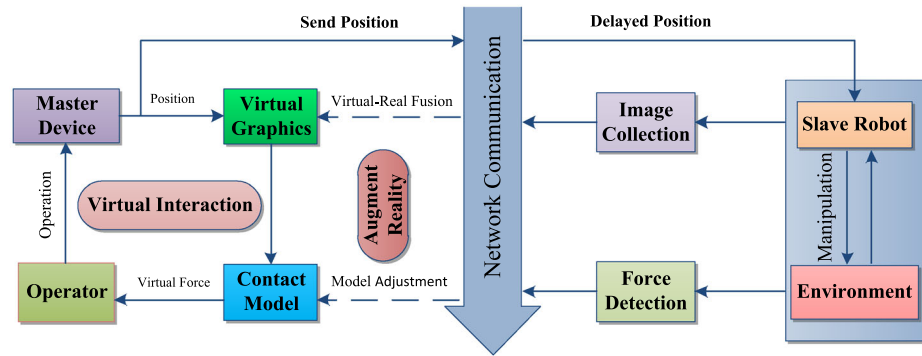 Send Position
Delayed Position
Master
Device
Position
Virtual
Graphics
Virtual-Real Fusion
Network Communication
Image
Collection
Slave Robot
Operation
Virtual Interaction
Augment
Reality
Manipulation
Operator
Virtual Force
Contact
Model
Model Adjustment
Force
Detection
Environment